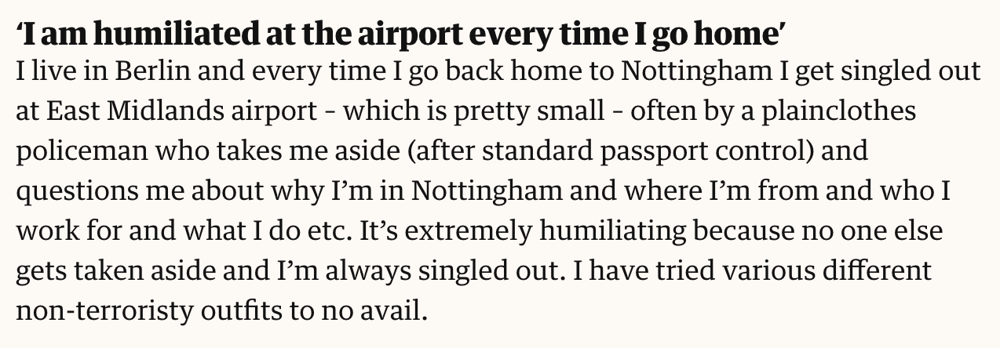 ‘I am humiliated at the airport every time I go home’
I live in Berlin and every time I go back home to Nottingham I get singled out
at East Midlands airport – which is pretty small – often by a plainclothes
policeman who takes me aside (after standard passport control) and
questions me about why I’m in Nottingham and where I’m from and who I
work for and what I do etc. It’s extremely humiliating because no one else
gets taken aside and I’m always singled out. I have tried various different
non-terroristy outfits to no avail.